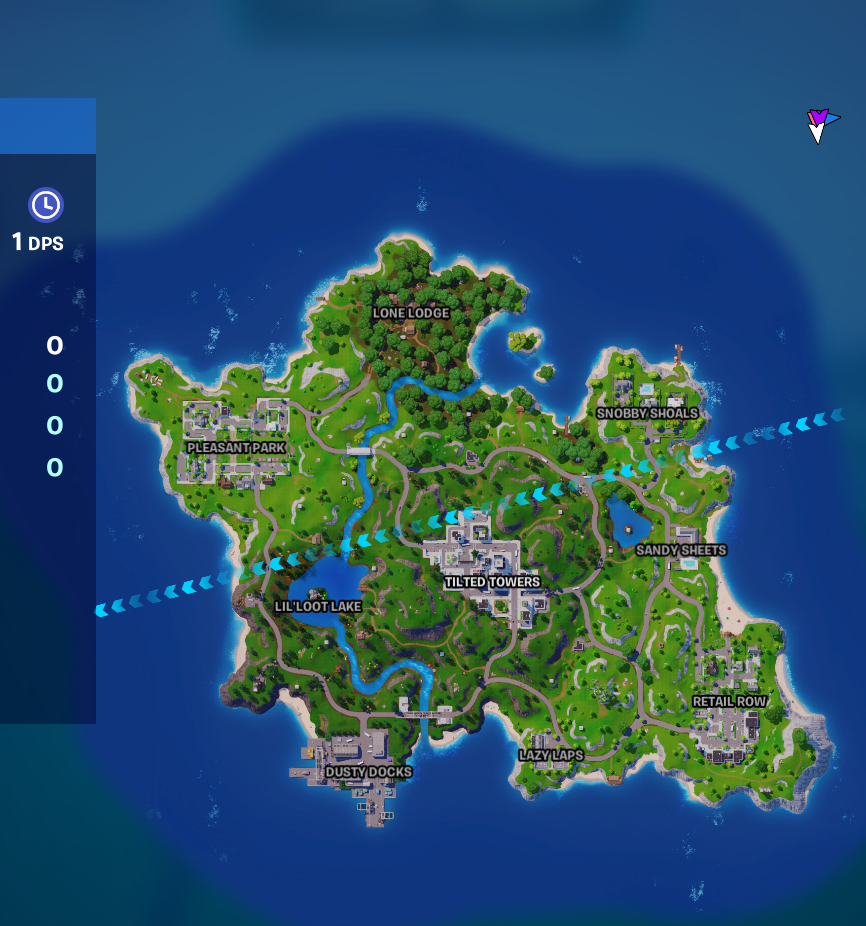 1 DPS
0
0
0
0
LONE LODGE
SNOBBY SHOALS
PLEASANT PARK
SANDY SHEETS
TILTED TOWERS
LIL'LOOT LAKE
RETAIL ROW
LAZY LAPS
DUSTY DOCKS